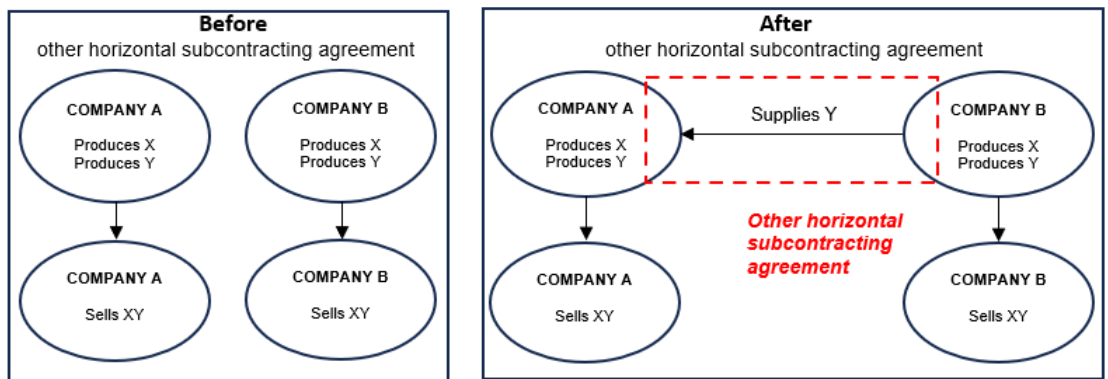 Before
other horizontal subcontracting agreement
COMPANY A
Produces X
Produces Y
COMPANY B
Produces X
Produces Y
COMPANY A
Sells XY
COMPANY B
Sells XY
After
other horizontal subcontracting agreement
COMPANY A
Produces X
Produces Y
Supplies Y
COMPANY B
Produces X
Produces Y
Other horizontal
subcontracting
agreement
COMPANY A
Sells XY
COMPANY B
Sells XY